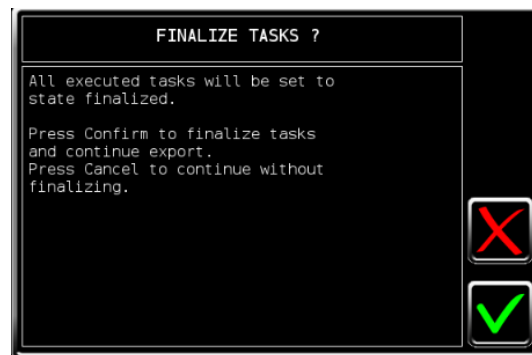 FINALIZE TASKS ?
All executed tasks will be set to
state finalized.
Press Confirm to finalize tasks
and continue export.
Press Cancel to continue without
finalizing.